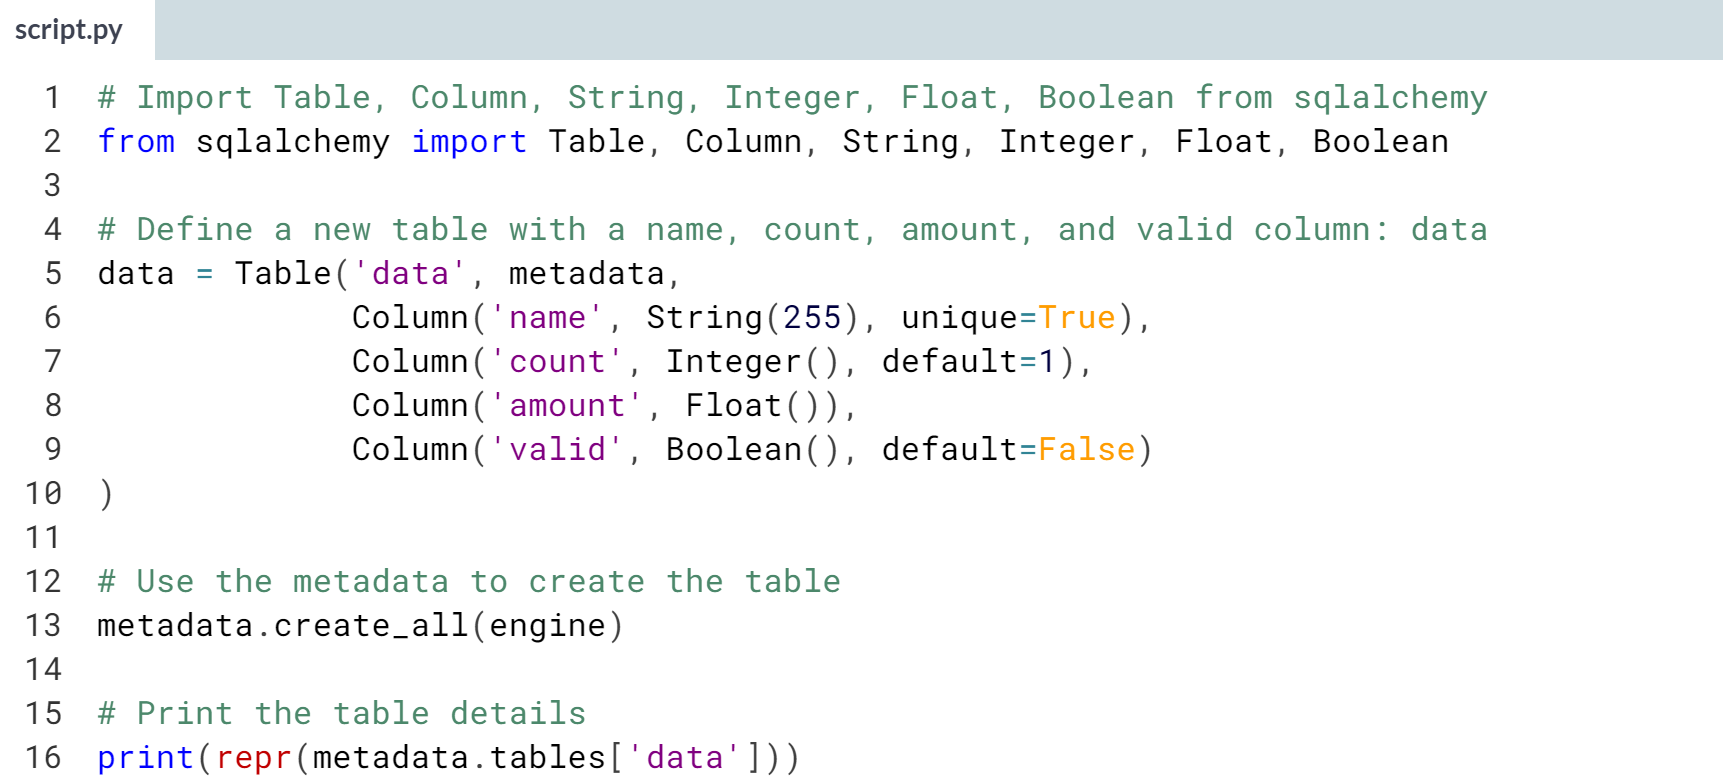 script.py
1 # Import Table, Column, String, Integer, Float, Boolean from sqlalchemy
2 from sqlalchemy import Table, Column, String, Integer, Float, Boolean
3
4 # Define a new table with a name, count, amount, and valid column: data
5 data = Table('data', metadata,
6              Column('name', String(255), unique=True),
7              Column('count', Integer(), default=1),
8              Column('amount', Float()),
9              Column('valid', Boolean(), default=False)
10 )
11
12 # Use the metadata to create the table
13 metadata.create_all(engine)
14
15 # Print the table details
16 print(repr(metadata.tables['data']))